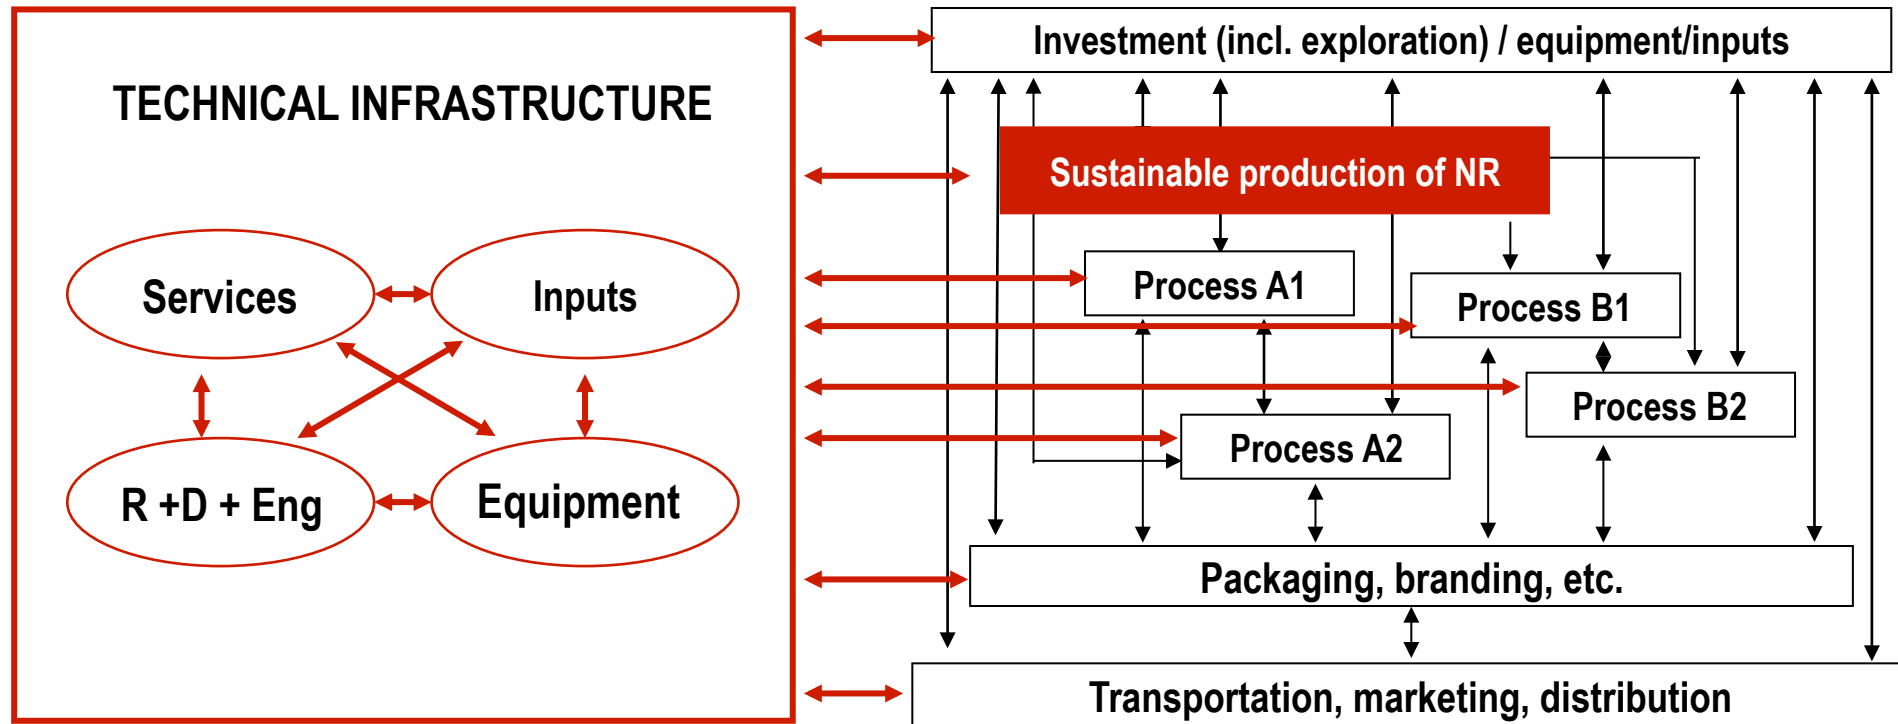 TECHNICAL INFRASTRUCTURE
Services
Inputs
R +D + Eng
Equipment
Investment (incl. exploration) / equipment/inputs
Sustainable production of NR
Process A1
Process B1
Process B2
Process A2
Packaging, branding, etc.
Transportation, marketing, distribution